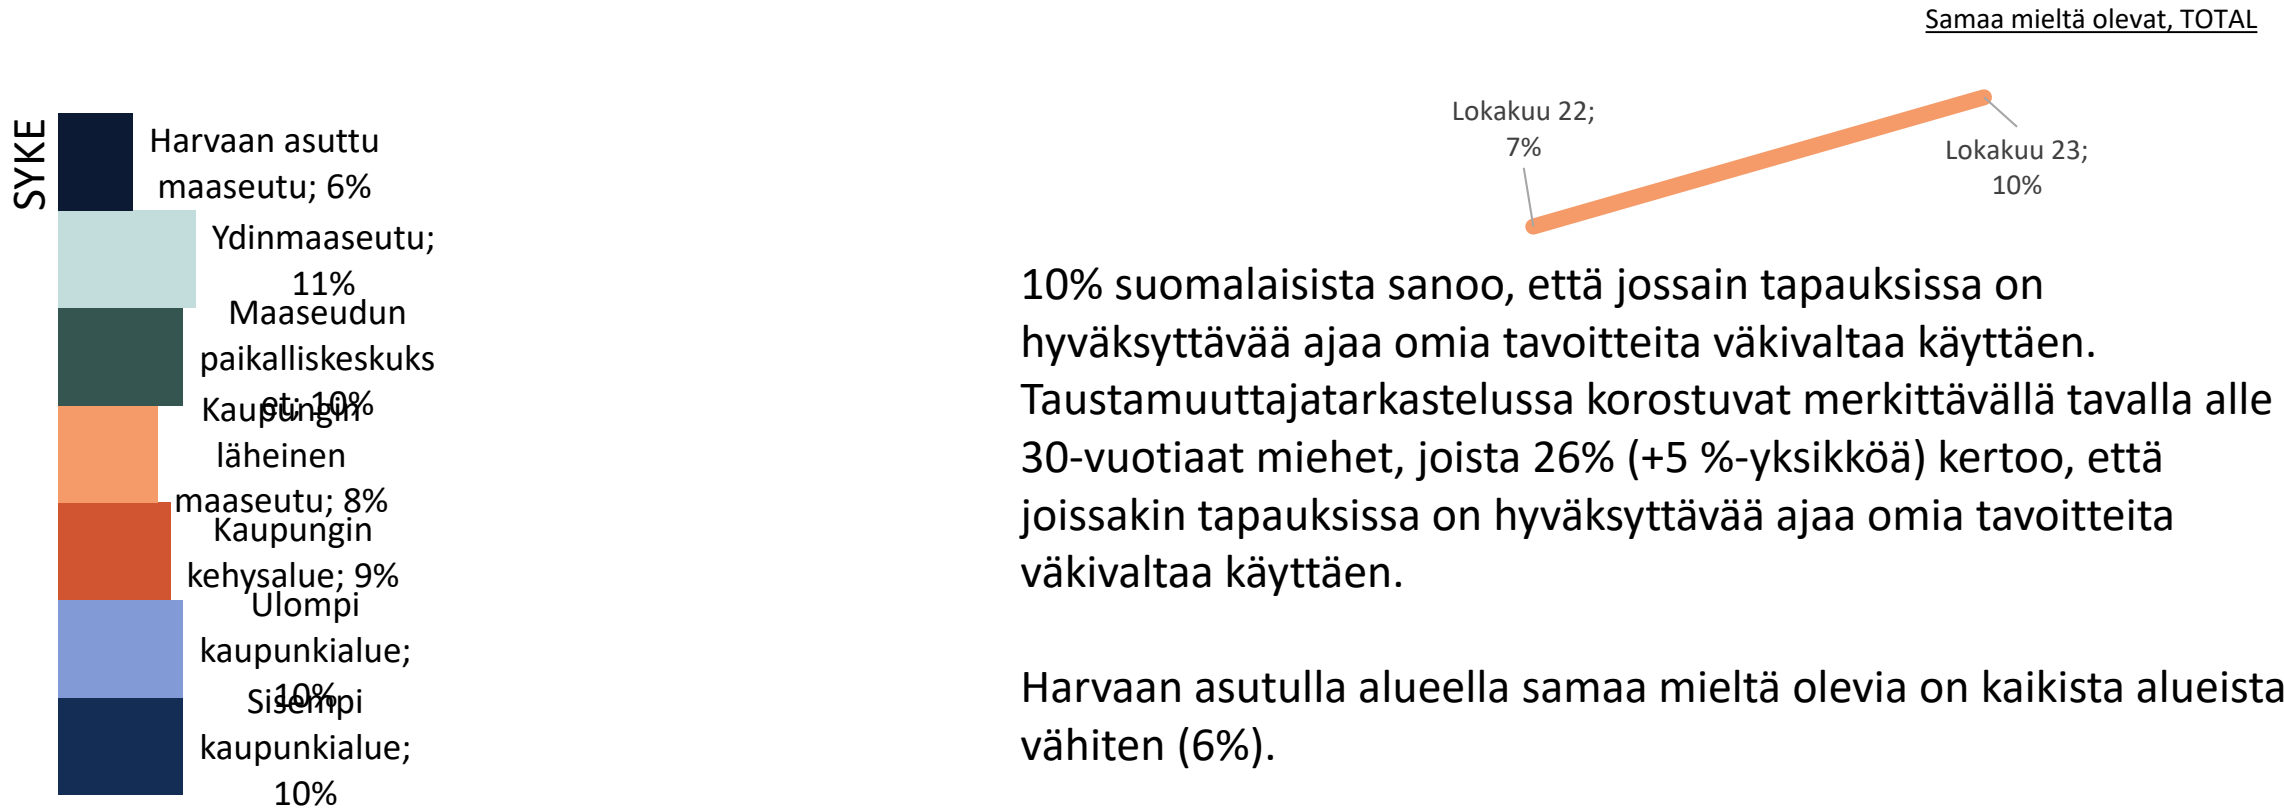 Samaa mieltä olevat, TOTAL
SYKE
Harvaan asuttu
maaseutu; 6%
Ydinmaaseutu;
11%
Maaseudun
paikalliskeskuks
et; 10%
Kaupungin
läheinen
maaseutu; 8%
Kaupungin
kehysalue; 9%
Ulompi
kaupunkialue;
10%
Sisempi
kaupunkialue;
10%
Lokakuu 22;
7%
Lokakuu 23;
10%
10% suomalaisista sanoo, että jossain tapauksissa on
hyväksyttävää ajaa omia tavoitteita väkivaltaa käyttäen.
Taustamuuttajatarkastelussa korostuvat merkittävällä tavalla alle
30-vuotiaat miehet, joista 26% (+5 %-yksikköä) kertoo, että
joissakin tapauksissa on hyväksyttävää ajaa omia tavoitteita
väkivaltaa käyttäen.
Harvaan asutulla alueella samaa mieltä olevia on kaikista alueista
vähiten (6%).